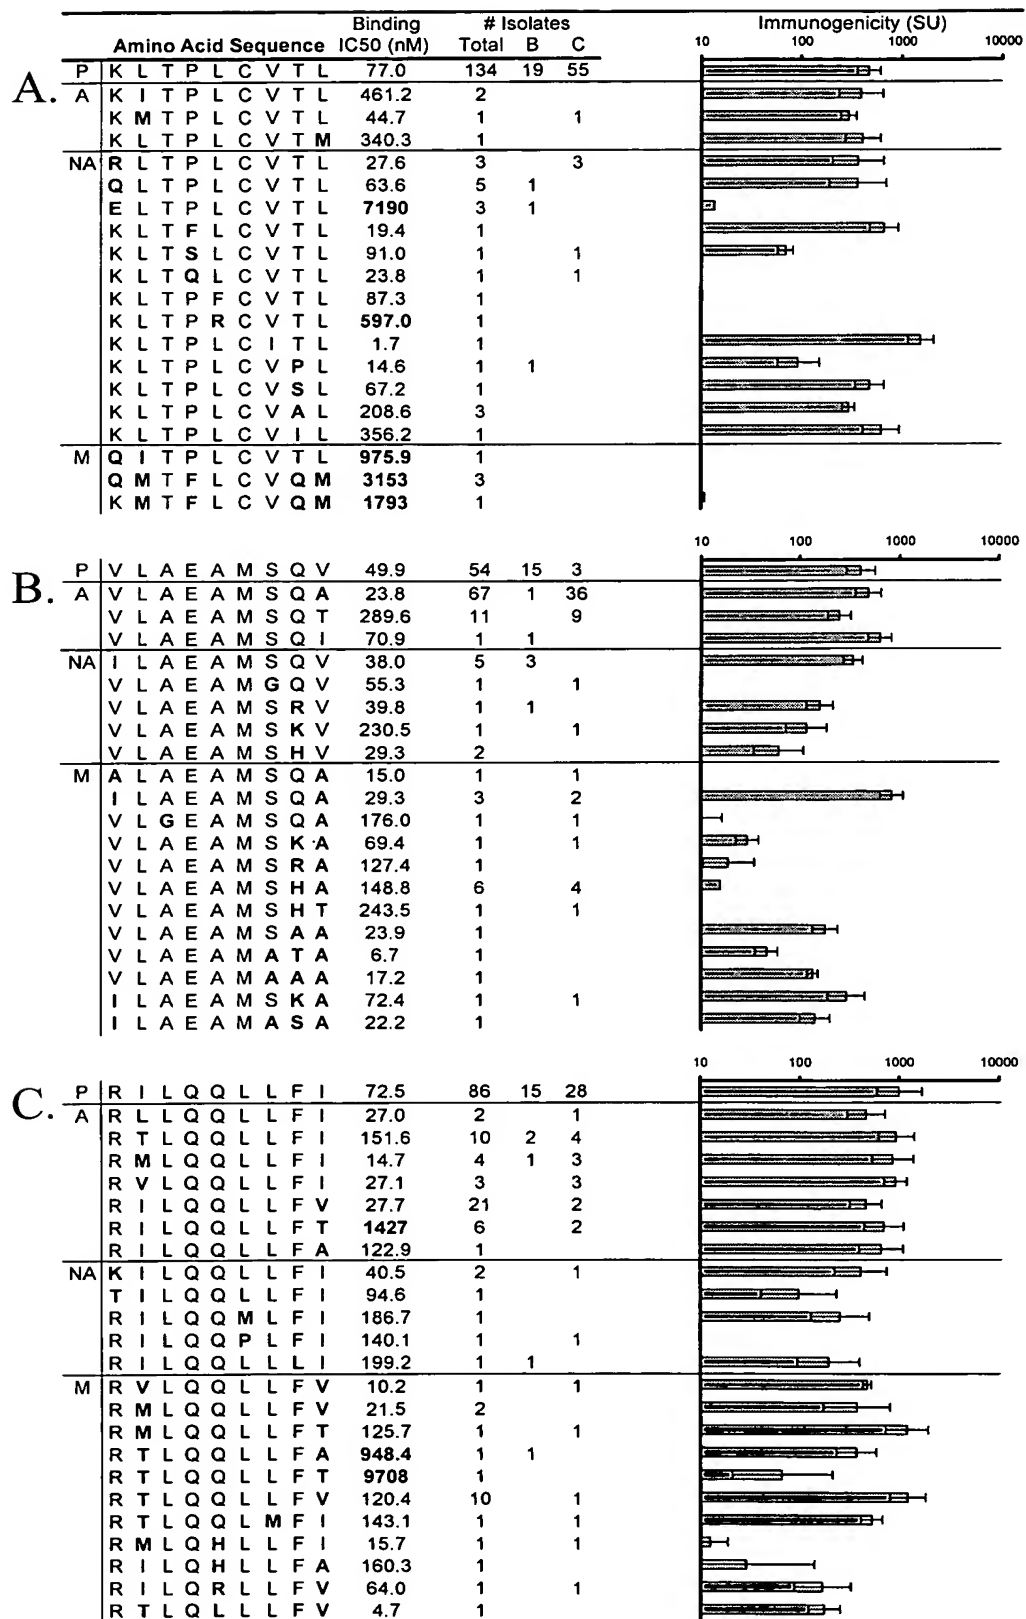 Binding # Isolates Immunogenicity (SU)
Amino Acid Sequence IC50 (nM) Total B C 10 100 1000 10000
A.
P K L T P L C V T L 77.0 134 19 55
A K I T P L C V T L 461.2 2
K M T P L C V T L 44.7 1 1
K L T P L C V T M 340.3 1
NA R L T P L C V T L 27.6 3 3
Q L T P L C V T L 63.6 5 1
E L T P L C V T L 7190 3 1
K L T F L C V T L 19.4 1
K L T S L C V T L 91.0 1 1
K L T Q L C V T L 23.8 1 1
K L T P F C V T L 87.3 1
K L T P R C V T L 597.0 1
K L T P L C I T L 1.7 1
K L T P L C V P L 14.6 1 1
K L T P L C V S L 67.2 1
K L T P L C V A L 208.6 3
K L T P L C V I L 356.2 1
M Q I T P L C V T L 975.9 1
Q M T F L C V Q M 3153 3
K M T F L C V Q M 1793 1
10 100 1000 10000
B.
P V L A E A M S Q V 49.9 54 15 3
A V L A E A M S Q A 23.8 67 1 36
V L A E A M S Q T 289.6 11 9
V L A E A M S Q I 70.9 1 1
NA I L A E A M S Q V 38.0 5 3
V L A E A M G Q V 55.3 1 1
V L A E A M S R V 39.8 1 1
V L A E A M S K V 230.5 1 1
V L A E A M S H V 29.3 2
M A L A E A M S Q A 15.0 1 1
I L A E A M S Q A 29.3 3 2
V L G E A M S Q A 176.0 1 1
V L A E A M S K A 69.4 1 1
V L A E A M S R A 127.4 1
V L A E A M S H A 148.8 6 4
V L A E A M S H T 243.5 1 1
V L A E A M S A A 23.9 1
V L A E A M A T A 6.7 1
V L A E A M A A A 17.2 1
I L A E A M S K A 72.4 1 1
I L A E A M A S A 22.2 1
10 100 1000 10000
C.
P R I L Q Q L L F I 72.5 86 15 28
A R L L Q Q L L F I 27.0 2 1
R T L Q Q L L F I 151.6 10 2 4
R M L Q Q L L F I 14.7 4 1 3
R V L Q Q L L F I 27.1 3 3
R I L Q Q L L F V 27.7 21 2
R I L Q Q L L F T 1427 6 2
R I L Q Q L L F A 122.9 1
NA K I L Q Q L L F I 40.5 2 1
T I L Q Q L L F I 94.6 1
R I L Q Q M L F I 186.7 1
R I L Q Q P L F I 140.1 1 1
R I L Q Q L L L I 199.2 1 1
M R V L Q Q L L F V 10.2 1 1
R M L Q Q L L F V 21.5 2
R M L Q Q L L F T 125.7 1 1
R T L Q Q L L F A 948.4 1 1
R T L Q Q L L F T 9708 1
R T L Q Q L L F V 120.4 10 1
R T L Q Q L M F I 143.1 1 1
R M L Q H L L F I 15.7 1 1
R I L Q H L L F A 160.3 1
R I L Q R L L F V 64.0 1 1
R T L Q L L L F V 4.7 1